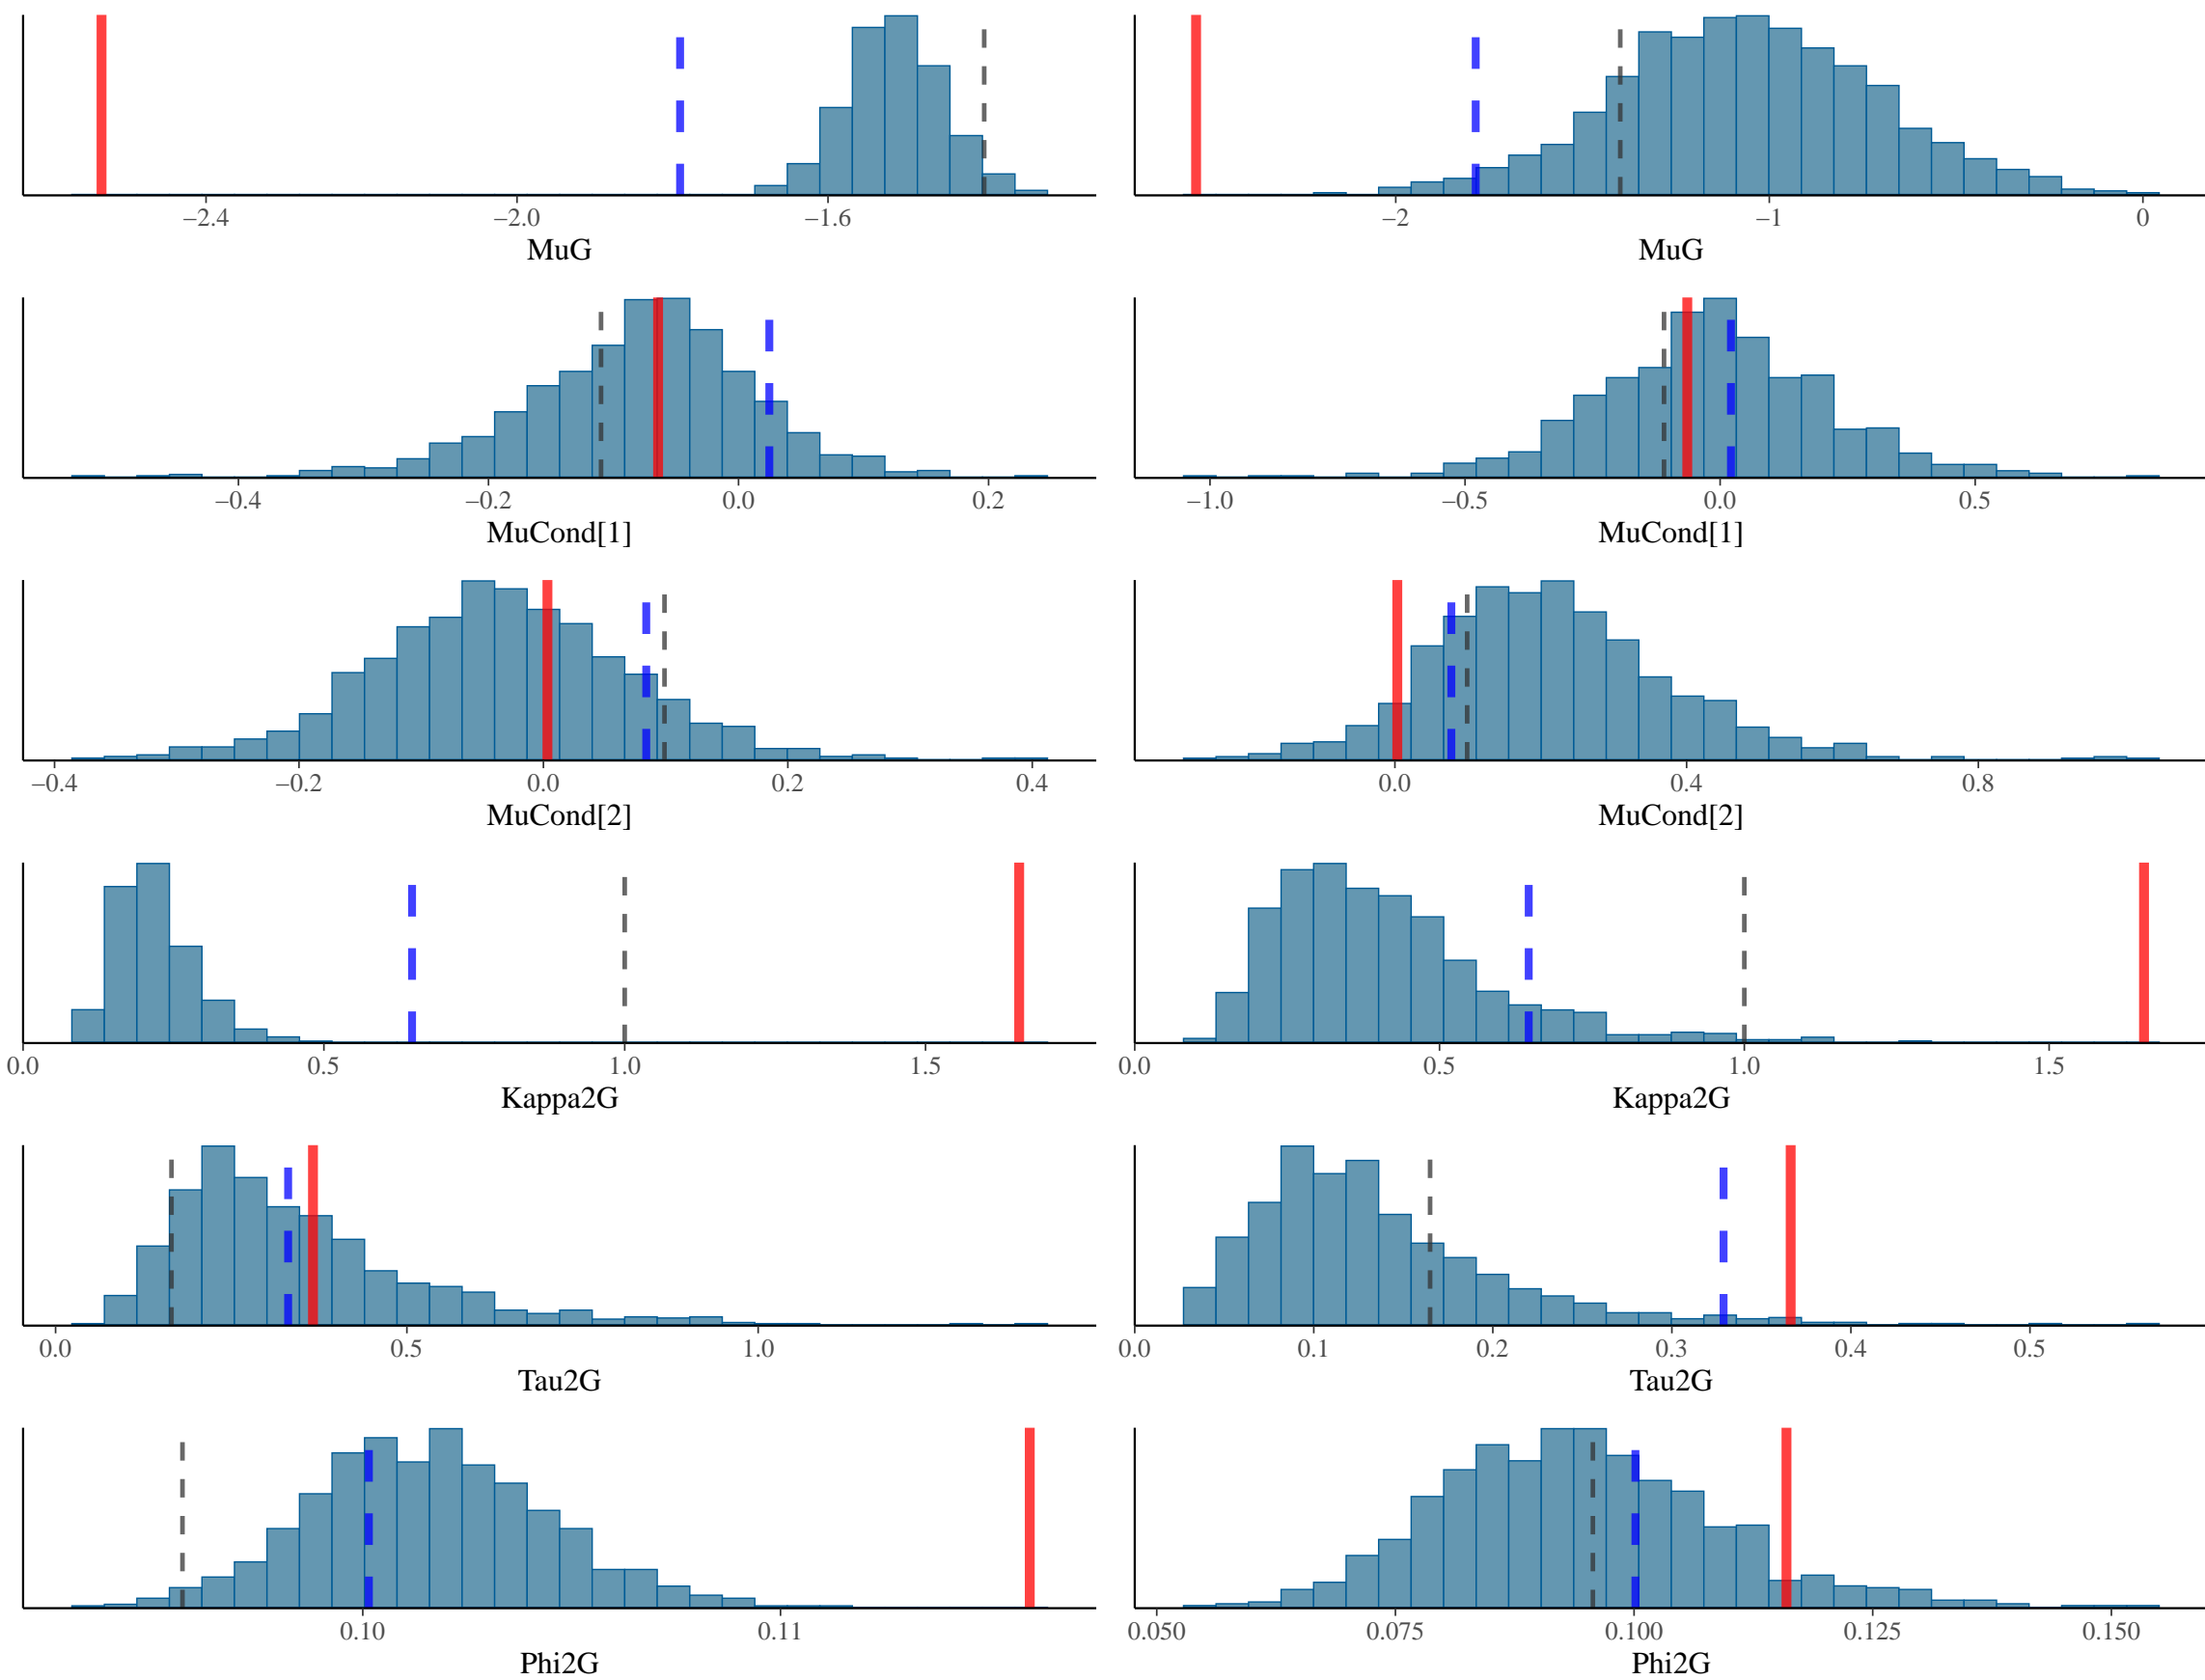 −2.4 −2.0 −1.6
MuG
−2 −1 0
MuG
−0.4 −0.2 0.0 0.2
MuCond[1]
−1.0 −0.5 0.0 0.5
MuCond[1]
−0.4 −0.2 0.0 0.2 0.4
MuCond[2]
0.0 0.4 0.8
MuCond[2]
0.0 0.5 1.0 1.5
Kappa2G
0.0 0.5 1.0 1.5
Kappa2G
0.0 0.5 1.0
Tau2G
0.0 0.1 0.2 0.3 0.4 0.5
Tau2G
0.10 0.11
Phi2G
0.050 0.075 0.100 0.125 0.150
Phi2G